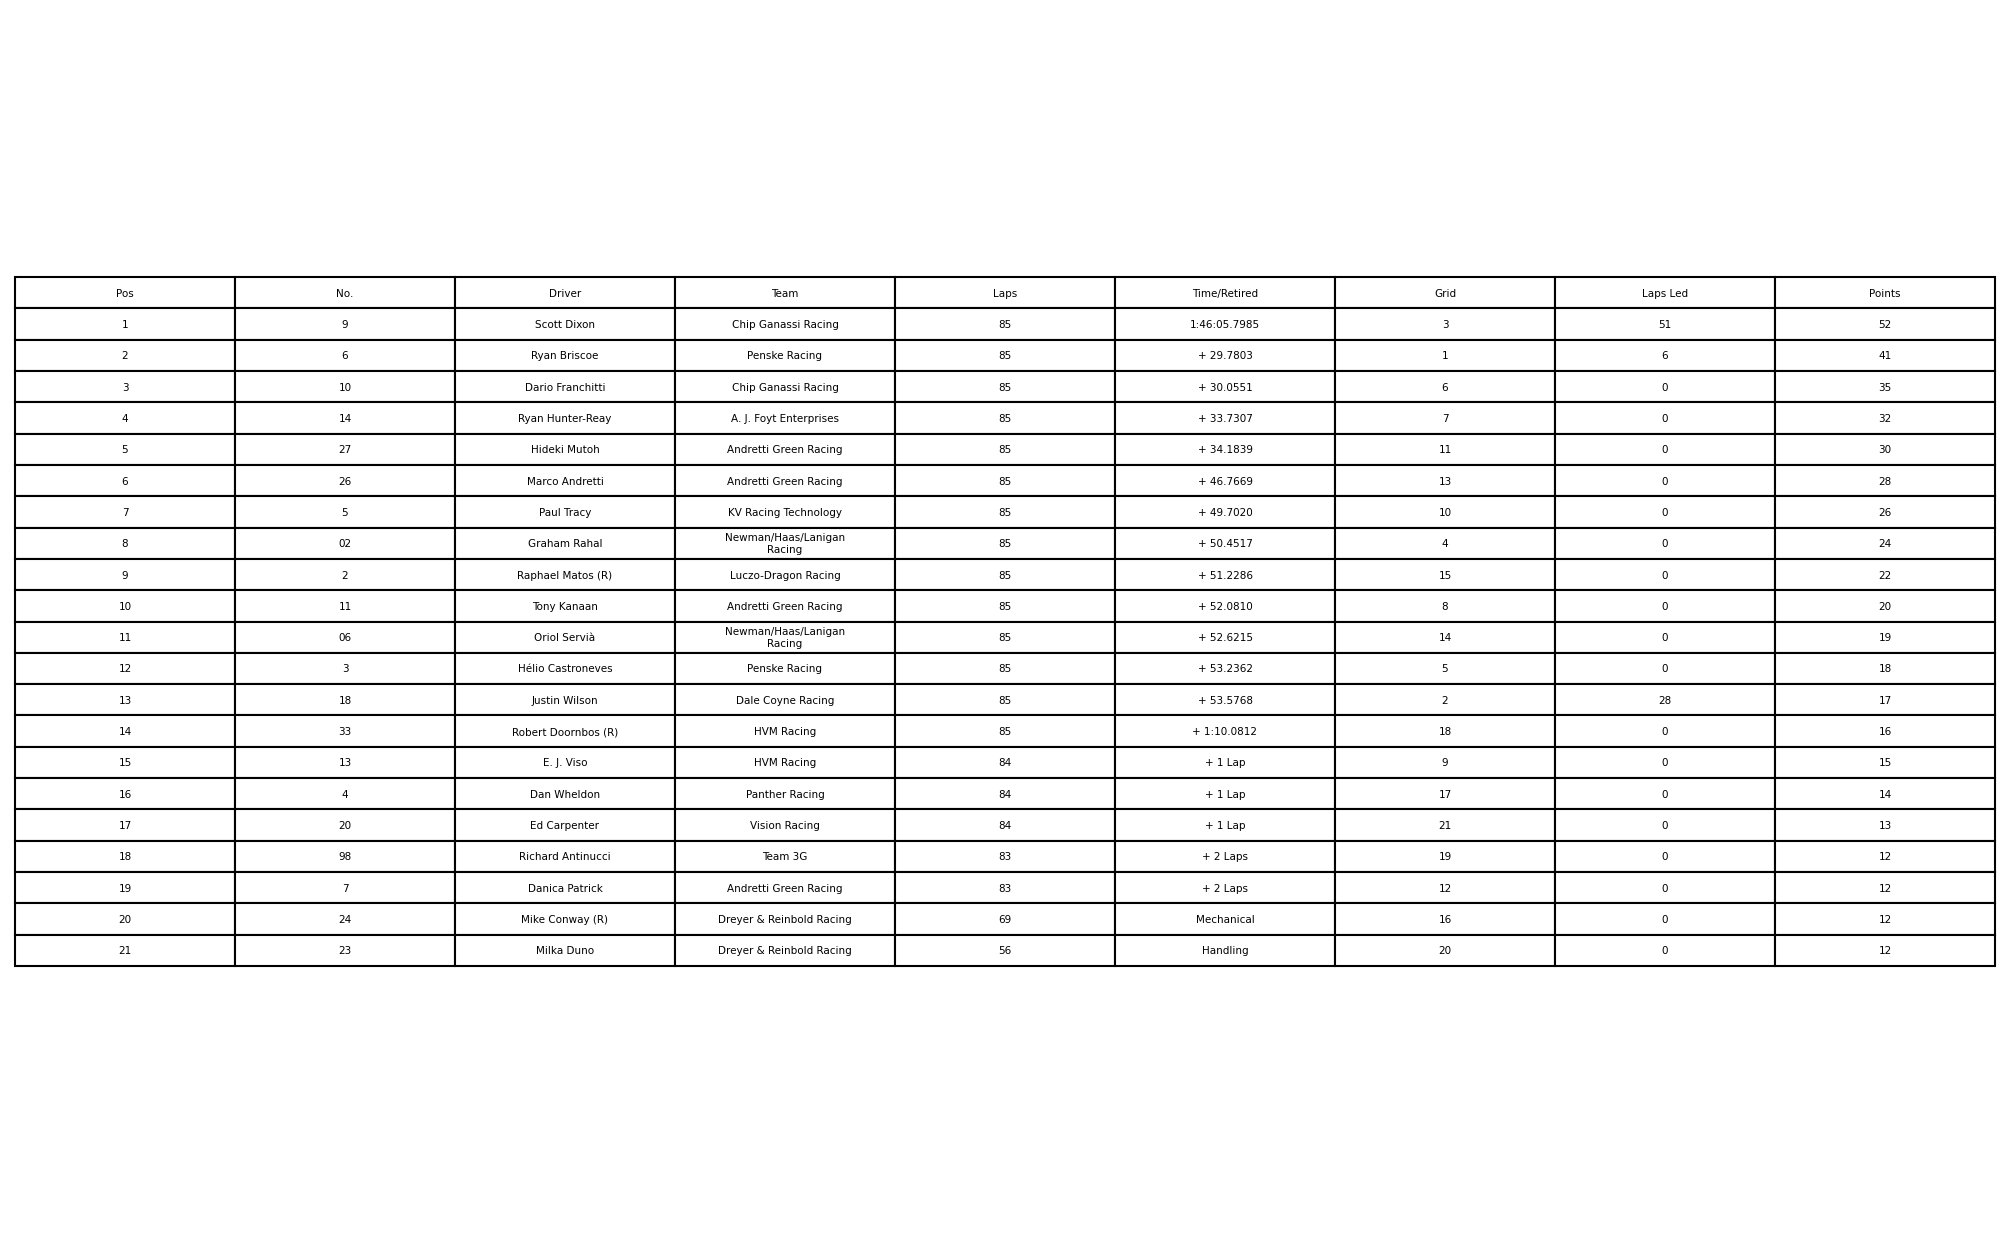 Pos No. Driver Team Laps Time/Retired Grid Laps Led Points
1 9 Scott Dixon Chip Ganassi Racing 85 1:46:05.7985 3 51 52
2 6 Ryan Briscoe Penske Racing 85 + 29.7803 1 6 41
3 10 Dario Franchitti Chip Ganassi Racing 85 + 30.0551 6 0 35
4 14 Ryan Hunter-Reay A. J. Foyt Enterprises 85 + 33.7307 7 0 32
5 27 Hideki Mutoh Andretti Green Racing 85 + 34.1839 11 0 30
6 26 Marco Andretti Andretti Green Racing 85 + 46.7669 13 0 28
7 5 Paul Tracy KV Racing Technology 85 + 49.7020 10 0 26
8 02 Graham Rahal Newman/Haas/Lanigan Racing 85 + 50.4517 4 0 24
9 2 Raphael Matos (R) Luczo-Dragon Racing 85 + 51.2286 15 0 22
10 11 Tony Kanaan Andretti Green Racing 85 + 52.0810 8 0 20
11 06 Oriol Servià Newman/Haas/Lanigan Racing 85 + 52.6215 14 0 19
12 3 Hélio Castroneves Penske Racing 85 + 53.2362 5 0 18
13 18 Justin Wilson Dale Coyne Racing 85 + 53.5768 2 28 17
14 33 Robert Doornbos (R) HVM Racing 85 + 1:10.0812 18 0 16
15 13 E. J. Viso HVM Racing 84 + 1 Lap 9 0 15
16 4 Dan Wheldon Panther Racing 84 + 1 Lap 17 0 14
17 20 Ed Carpenter Vision Racing 84 + 1 Lap 21 0 13
18 98 Richard Antinucci Team 3G 83 + 2 Laps 19 0 12
19 7 Danica Patrick Andretti Green Racing 83 + 2 Laps 12 0 12
20 24 Mike Conway (R) Dreyer & Reinbold Racing 69 Mechanical 16 0 12
21 23 Milka Duno Dreyer & Reinbold Racing 56 Handling 20 0 12